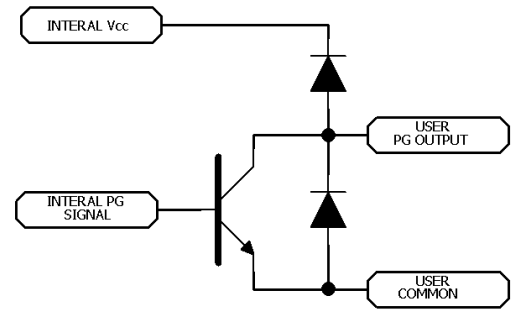 INTERAL Vcc
USER
PG OUTPUT
INTERAL PG
SIGNAL
USER
COMMON